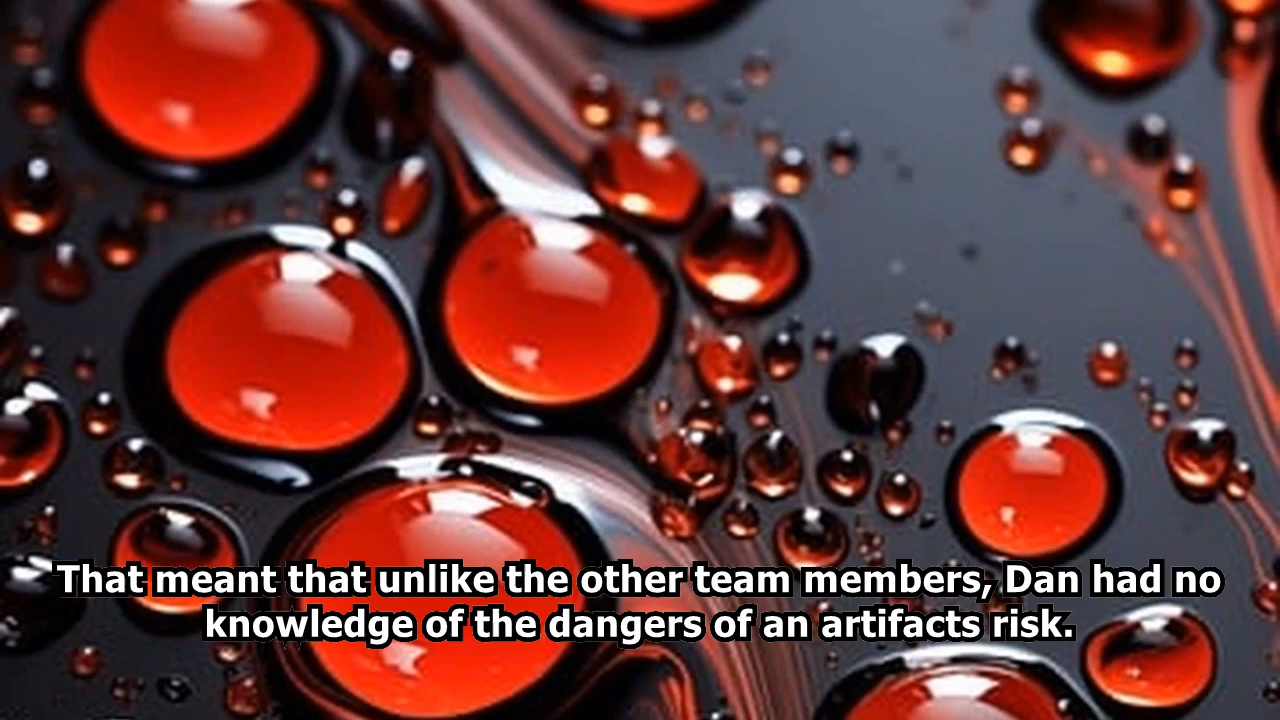 That meant that unlike the other team members, Dan had no
knowledge of the dangers of an artifacts risk.